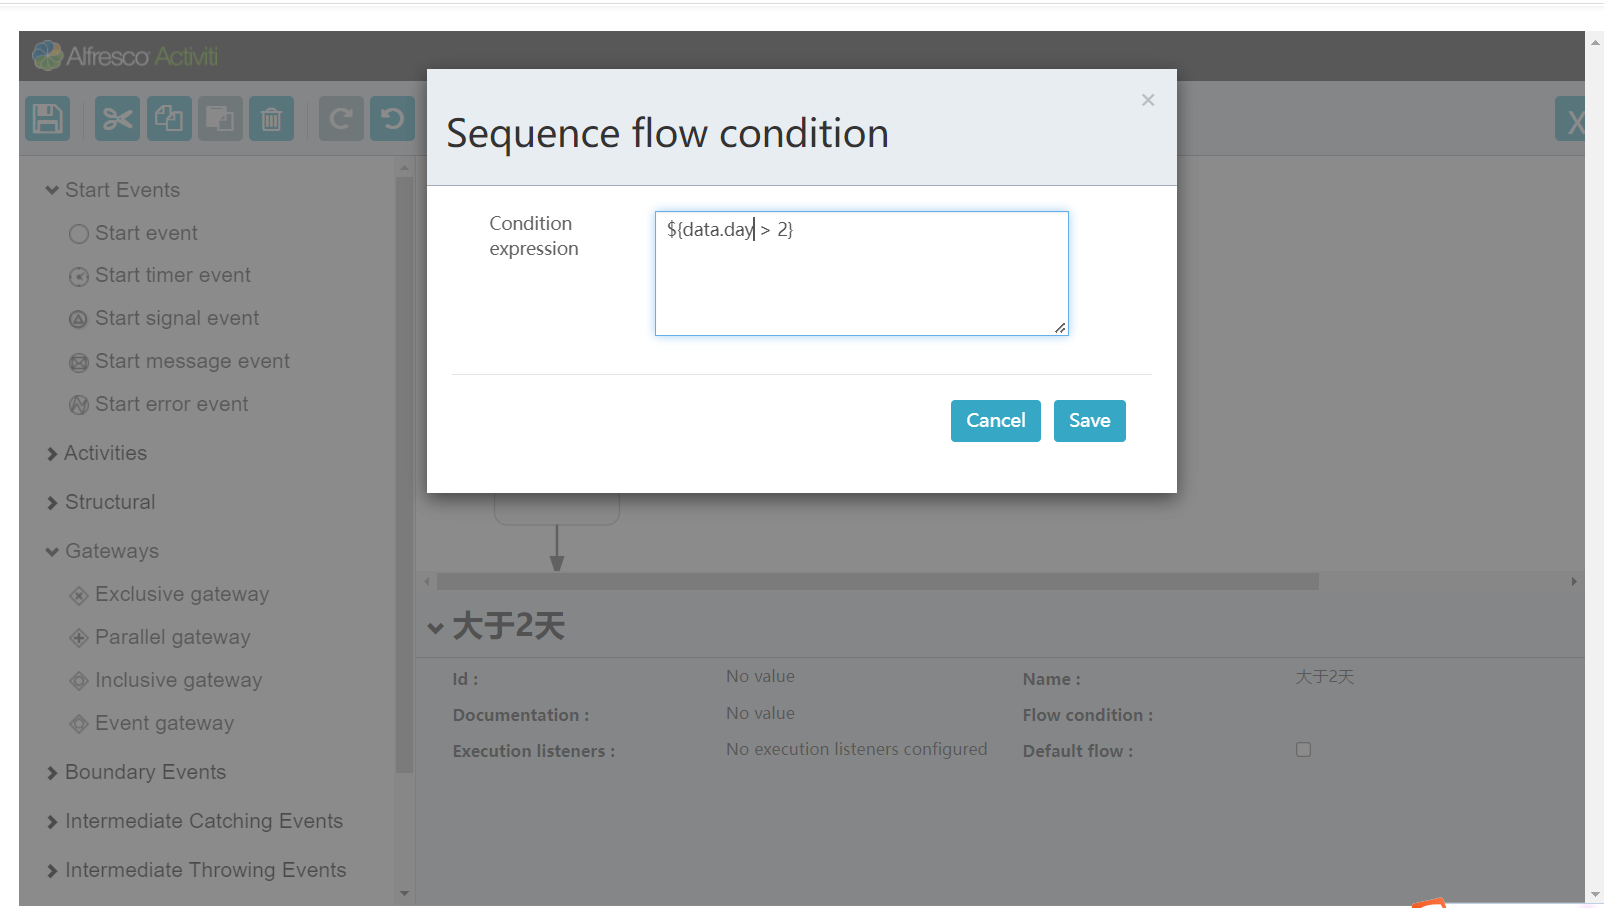 Alfresco Activiti
X
×
Sequence flow condition
Condition
expression
${data.day > 2}
Cancel
Save
Start Events
Start event
Start timer event
Start signal event
Start message event
Start error event
Activities
Structural
Gateways
Exclusive gateway
Parallel gateway
Inclusive gateway
Event gateway
Boundary Events
Intermediate Catching Events
Intermediate Throwing Events
大于2天
Id : No value Name : 大于2天
Documentation : No value Flow condition :
Execution listeners : No execution listeners configured Default flow :